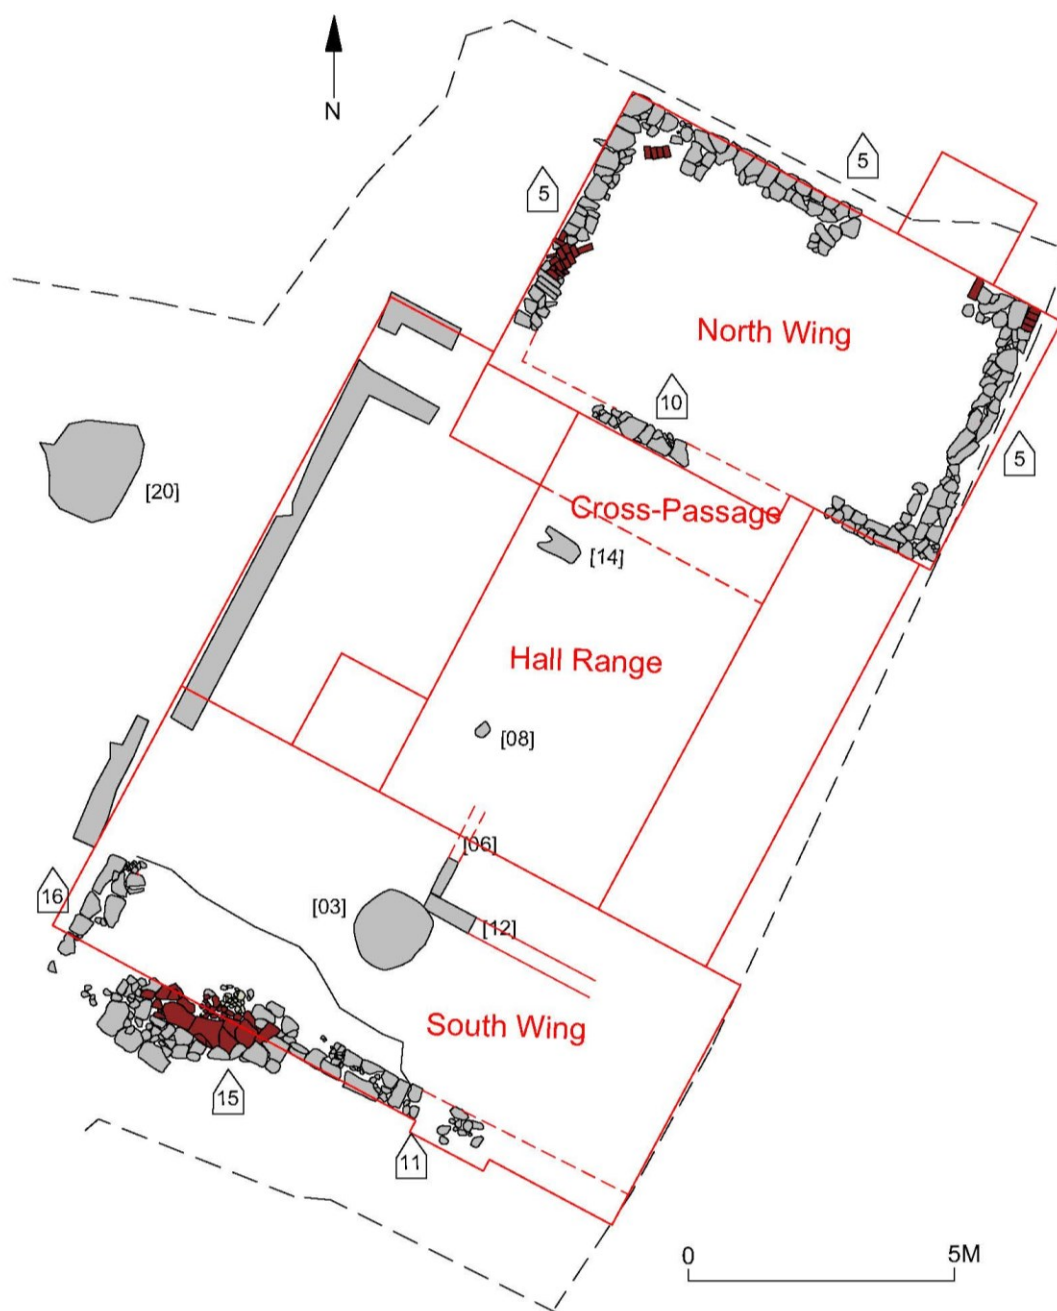 N
5
5
North Wing
10
5
[20]
Cross-Passage
[14]
Hall Range
[08]
[06]
16
[03]
[12]
South Wing
15
11
0
5M